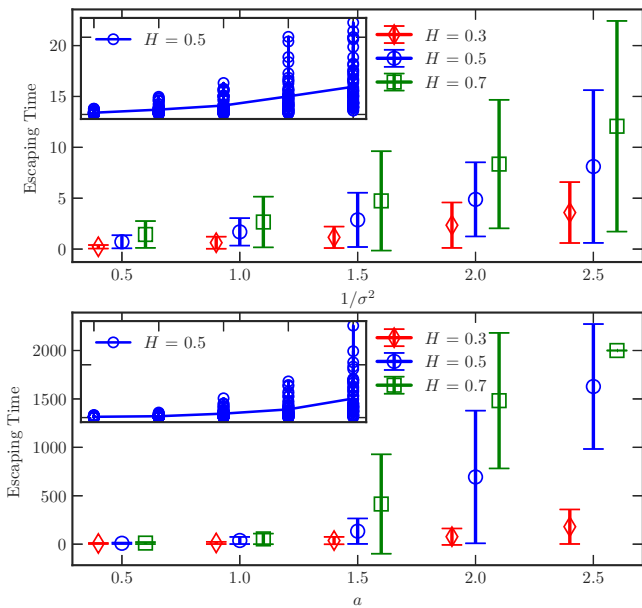 Escaping Time
20
15
10
5
0
H = 0.5
H = 0.3
H = 0.5
H = 0.7
0.5 1.0 1.5 2.0 2.5
1/σ²
Escaping Time
2000
1500
1000
500
0
H = 0.5
H = 0.3
H = 0.5
H = 0.7
0.5 1.0 1.5 2.0 2.5
a